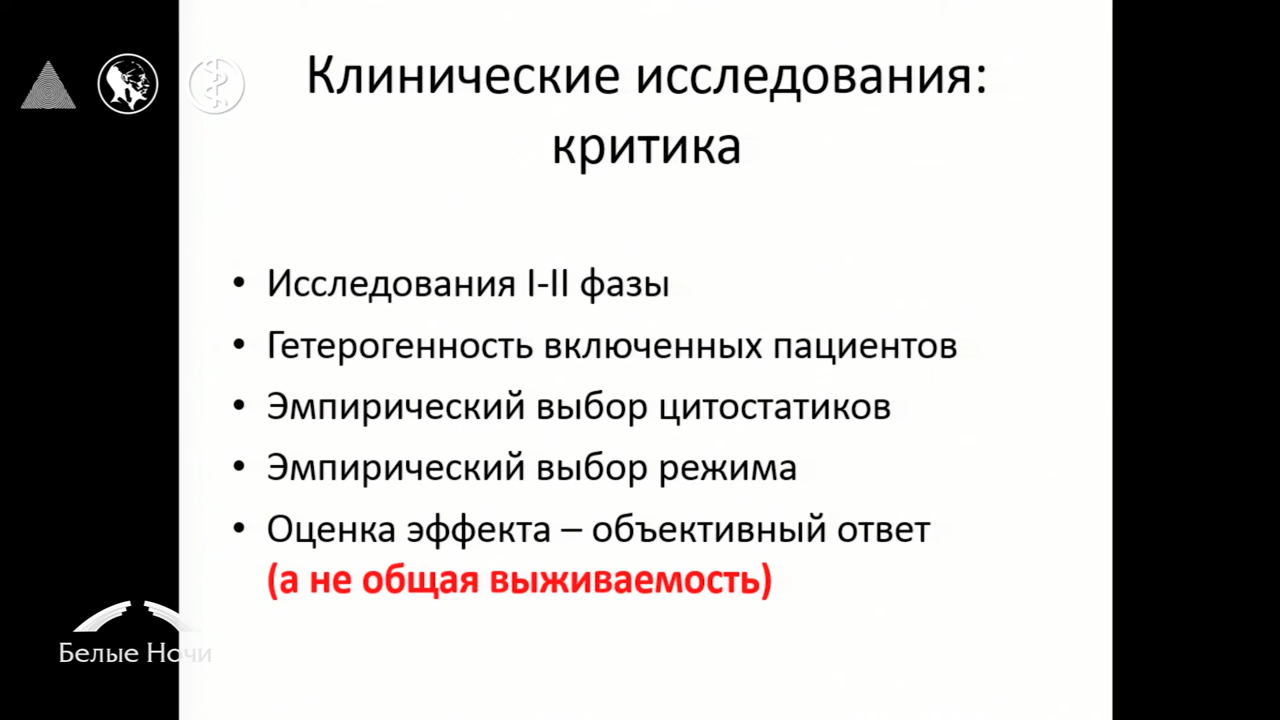 Клинические исследования:
критика
• Исследования I-II фазы
• Гетерогенность включенных пациентов
• Эмпирический выбор цитостатиков
• Эмпирический выбор режима
• Оценка эффекта – объективный ответ
(а не общая выживаемость)
Белые Ночи